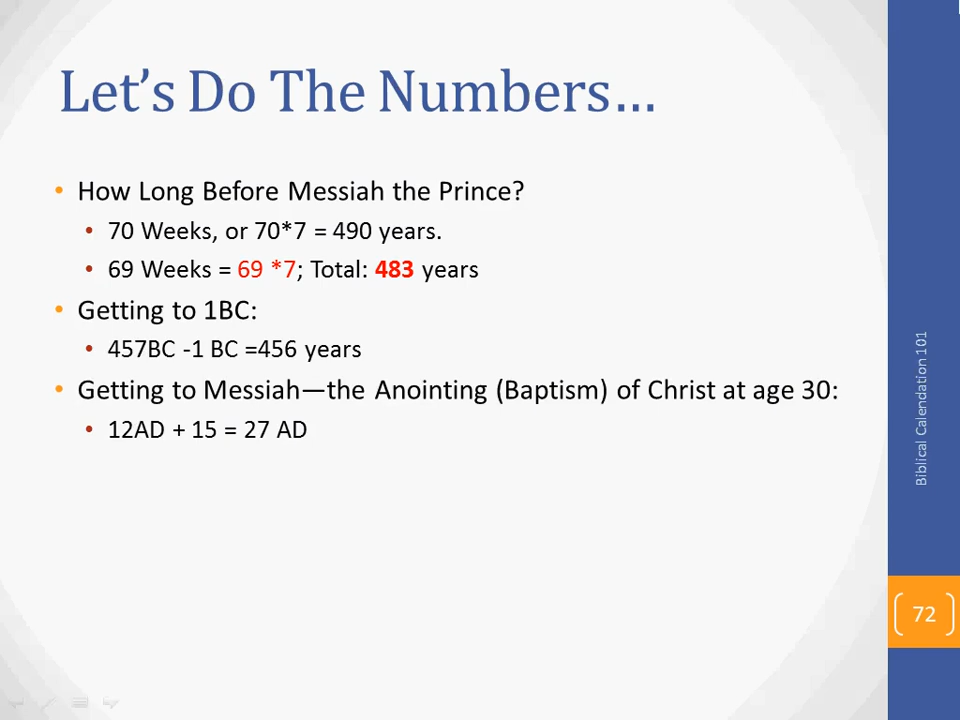 Let’s Do The Numbers…
• How Long Before Messiah the Prince?
• 70 Weeks, or 70*7 = 490 years.
• 69 Weeks = 69 *7; Total: 483 years
• Getting to 1BC:
• 457BC -1 BC =456 years
• Getting to Messiah—the Anointing (Baptism) of Christ at age 30:
• 12AD + 15 = 27 AD
Biblical Calendation 101
72